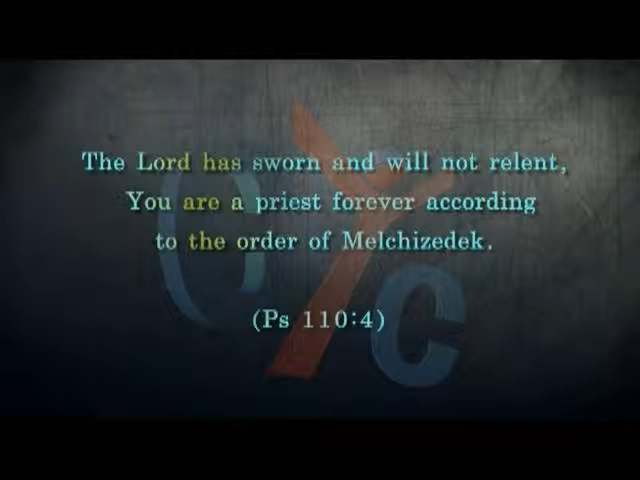 The Lord has sworn and will not relent,
You are a priest forever according
to the order of Melchizedek.
(Ps 110:4)
CYC